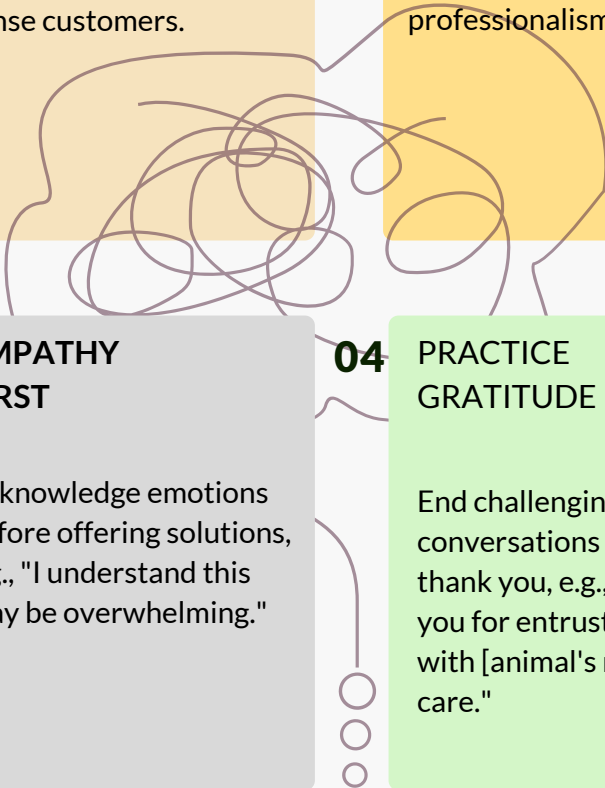 nse customers.
professionalism
MPATHY
RST
knowledge emotions
fore offering solutions,
g., "I understand this
ay be overwhelming."
04
PRACTICE
GRATITUDE
End challengin
conversations
thank you, e.g.,
you for entrust
with [animal's
care."